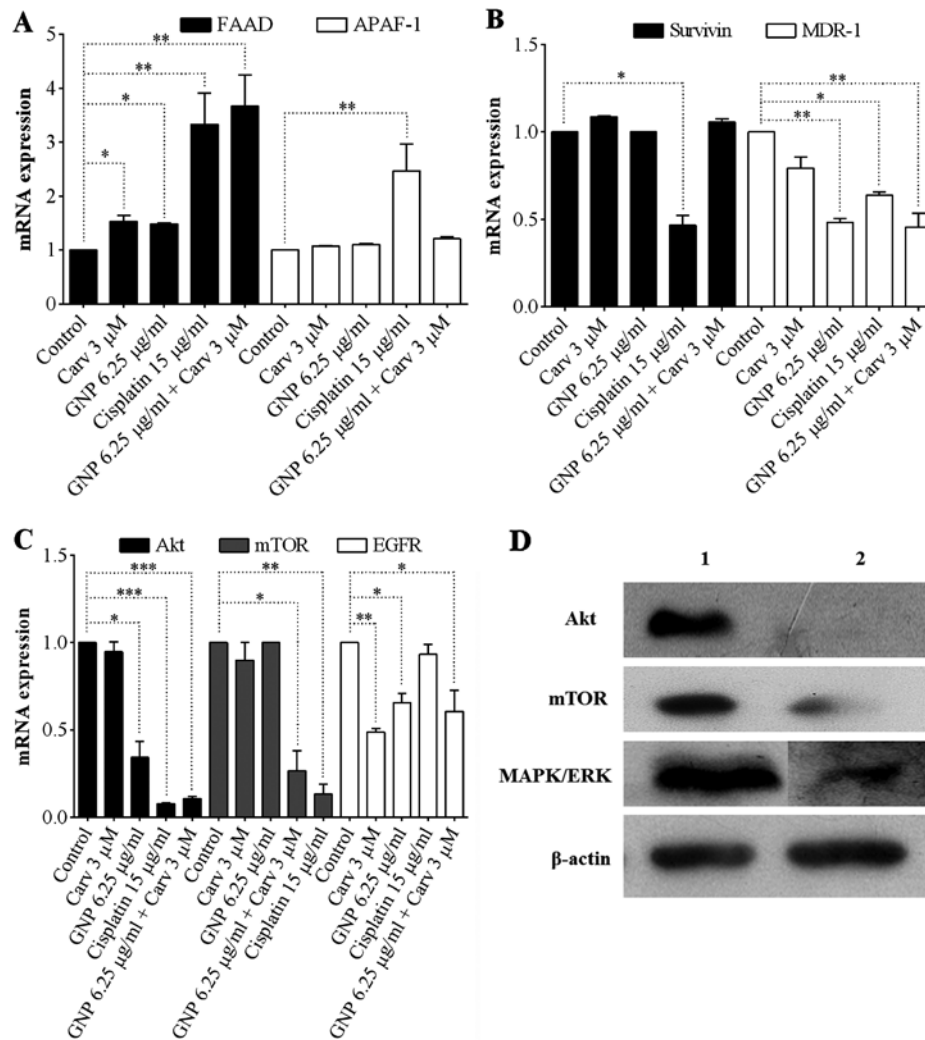 A
FAAD
APAF-1
mRNA expression
5
4
3
2
1
0
*
*
**
**
**
Control
Carv 3 µM
GNP 6.25 µg/ml
Cisplatin 15 µg/ml
GNP 6.25 µg/ml + Carv 3 µM
Control
Carv 3 µM
GNP 6.25 µg/ml
Cisplatin 15 µg/ml
GNP 6.25 µg/ml + Carv 3 µM
B
Survivin
MDR-1
mRNA expression
1.5
1.0
0.5
0.0
*
**
*
**
Control
Carv 3 µM
GNP 6.25 µg/ml
Cisplatin 15 µg/ml
GNP 6.25 µg/ml + Carv 3 µM
Control
Carv 3 µM
GNP 6.25 µg/ml
Cisplatin 15 µg/ml
GNP 6.25 µg/ml + Carv 3 µM
C
Akt
mTOR
EGFR
mRNA expression
1.5
1.0
0.5
0.0
***
***
*
**
*
*
*
**
Control
Carv 3 µM
GNP 6.25 µg/ml
Cisplatin 15 µg/ml
GNP 6.25 µg/ml + Carv 3 µM
Control
Carv 3 µM
GNP 6.25 µg/ml
GNP 6.25 µg/ml + Carv 3 µM
Cisplatin 15 µg/ml
Control
Carv 3 µM
GNP 6.25 µg/ml
Cisplatin 15 µg/ml
GNP 6.25 µg/ml + Carv 3 µM
D
1 2
Akt
mTOR
MAPK/ERK
β-actin